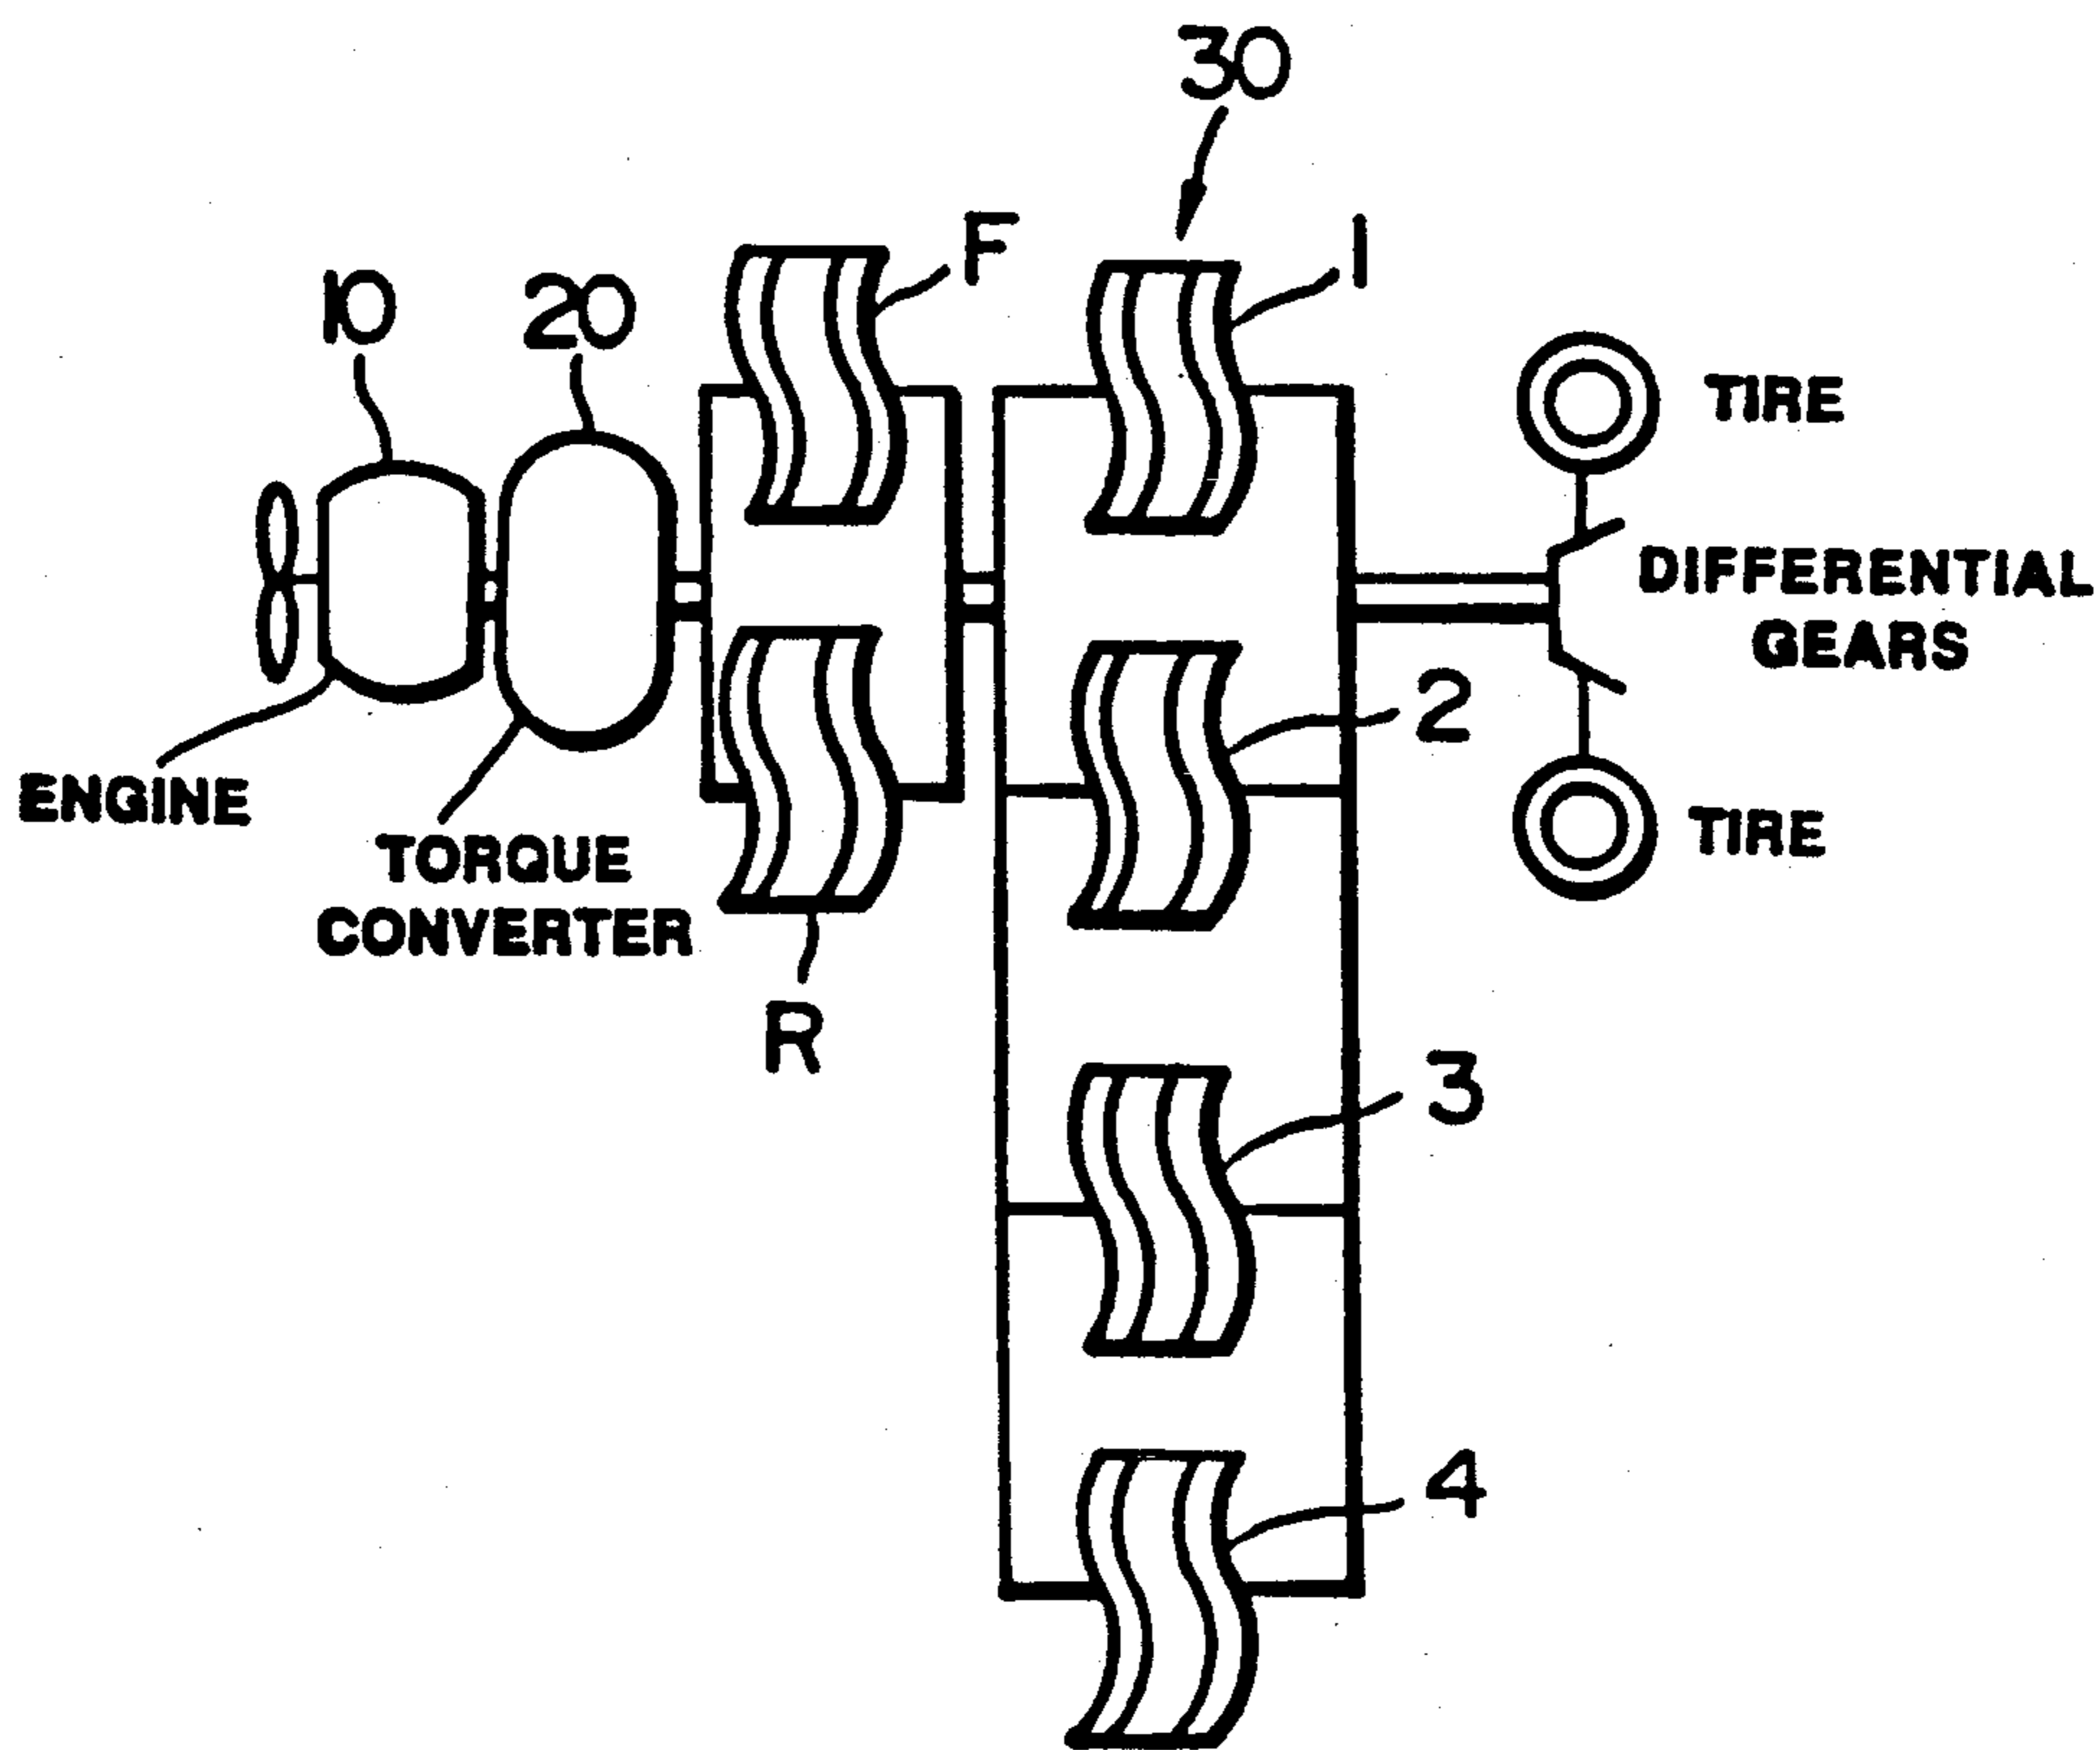 30
F
1
10
20
TIRE
DIFFERENTIAL
GEARS
2
ENGINE
TORQUE
CONVERTER
TIRE
R
3
4